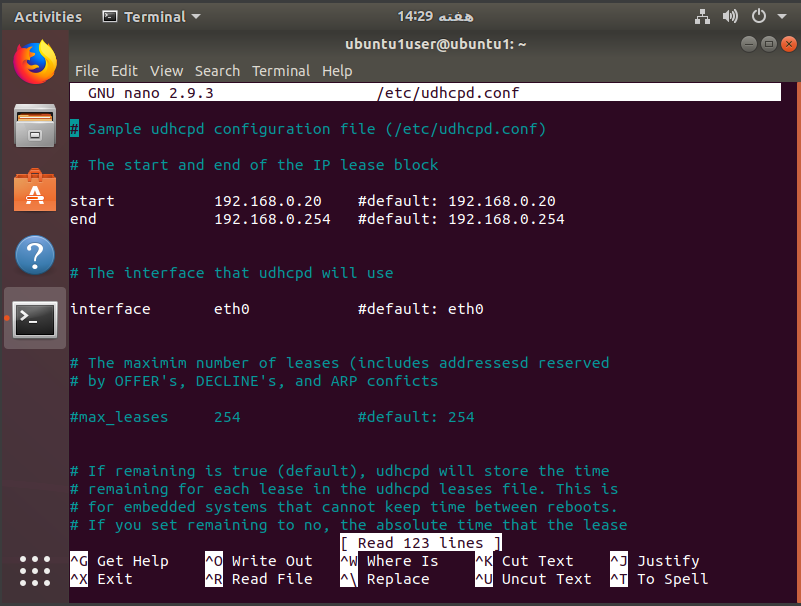 Activities Terminal هفته 14:29
ubuntu1user@ubuntu1: ~
File Edit View Search Terminal Help
GNU nano 2.9.3 /etc/udhcpd.conf
# Sample udhcpd configuration file (/etc/udhcpd.conf)
# The start and end of the IP lease block
start 192.168.0.20 #default: 192.168.0.20
end 192.168.0.254 #default: 192.168.0.254
# The interface that udhcpd will use
interface eth0 #default: eth0
# The maximim number of leases (includes addressesd reserved
# by OFFER's, DECLINE's, and ARP conficts
#max_leases 254 #default: 254
# If remaining is true (default), udhcpd will store the time
# remaining for each lease in the udhcpd leases file. This is
# for embedded systems that cannot keep time between reboots.
# If you set remaining to no, the absolute time that the lease
[ Read 123 lines ]
^G Get Help ^O Write Out ^W Where Is ^K Cut Text ^J Justify
^X Exit ^R Read File ^\ Replace ^U Uncut Text ^T To Spell